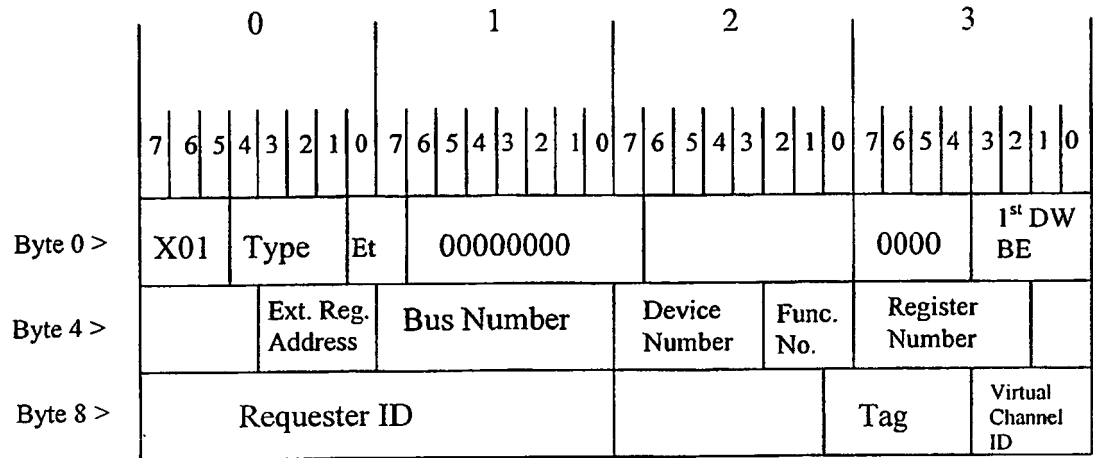 0 1 2 3
7 6 5 4 3 2 1 0 7 6 5 4 3 2 1 0 7 6 5 4 3 2 1 0 7 6 5 4 3 2 1 0
Byte 0 > X01 Type Et 00000000 0000 1st DW
BE
Byte 4 > Ext. Reg. Bus Number Device Func. Register
Address Number No. Number
Byte 8 > Requester ID Tag Virtual
Channel
ID